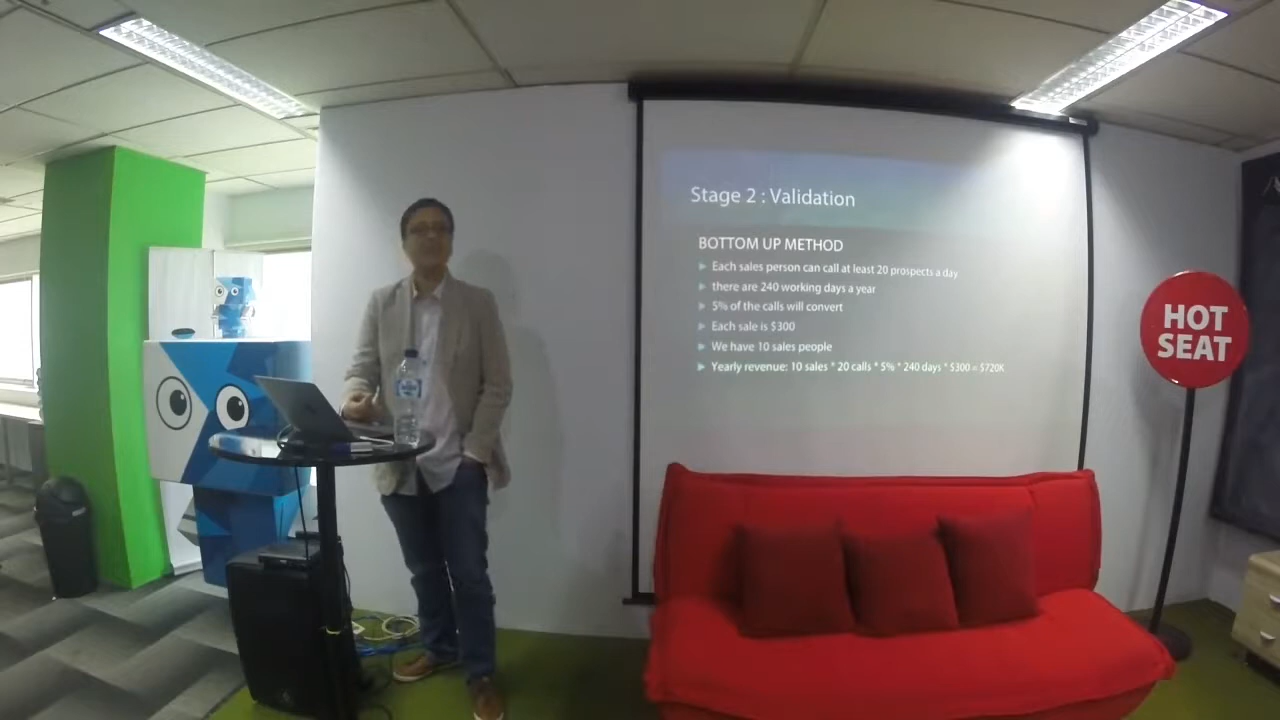 Stage 2 : Validation
BOTTOM UP METHOD
Each sales person can call at least 20 prospects a day
there are 240 working days a year
5% of the calls will convert
Each sale is $300
We have 10 sales people
Yearly revenue: 10 sales * 20 calls * 5% * 240 days * $300 = $720K
HOT
SEAT